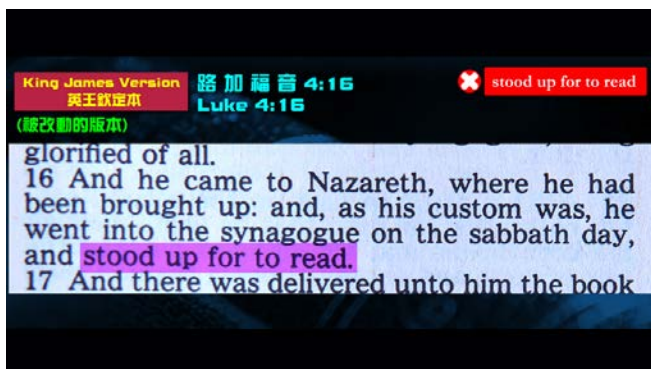 King James Version
英王欽定本
(被改動的版本)
路加福音 4:16
Luke 4:16
stood up for to read
glorified of all.
16 And he came to Nazareth, where he had
been brought up: and, as his custom was, he
went into the synagogue on the sabbath day,
and stood up for to read.
17 And there was delivered unto him the book